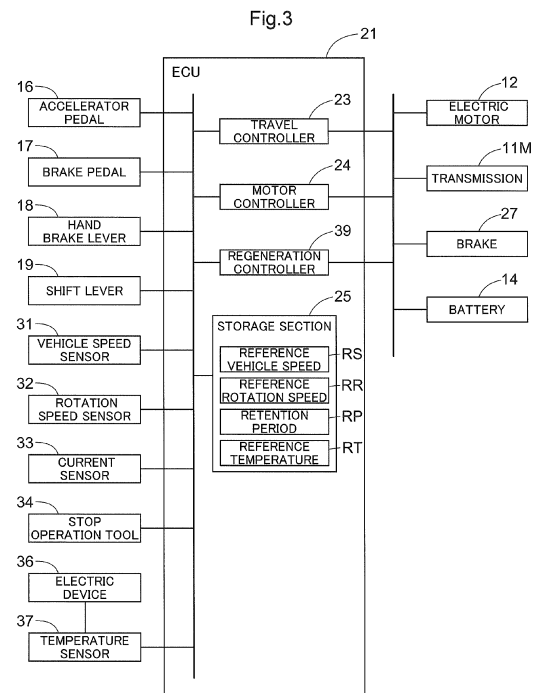 Fig.3
21
ECU
16
ACCELERATOR
PEDAL
17
BRAKE PEDAL
18
HAND
BRAKE LEVER
19
SHIFT LEVER
31
VEHICLE SPEED
SENSOR
32
ROTATION
SPEED SENSOR
33
CURRENT
SENSOR
34
STOP
OPERATION TOOL
36
ELECTRIC
DEVICE
37
TEMPERATURE
SENSOR
23
TRAVEL
CONTROLLER
24
MOTOR
CONTROLLER
39
REGENERATION
CONTROLLER
25
STORAGE SECTION
REFERENCE
VEHICLE SPEED
RS
REFERENCE
ROTATION SPEED
RR
RETENTION
PERIOD
RP
REFERENCE
TEMPERATURE
RT
12
ELECTRIC
MOTOR
11M
TRANSMISSION
27
BRAKE
14
BATTERY